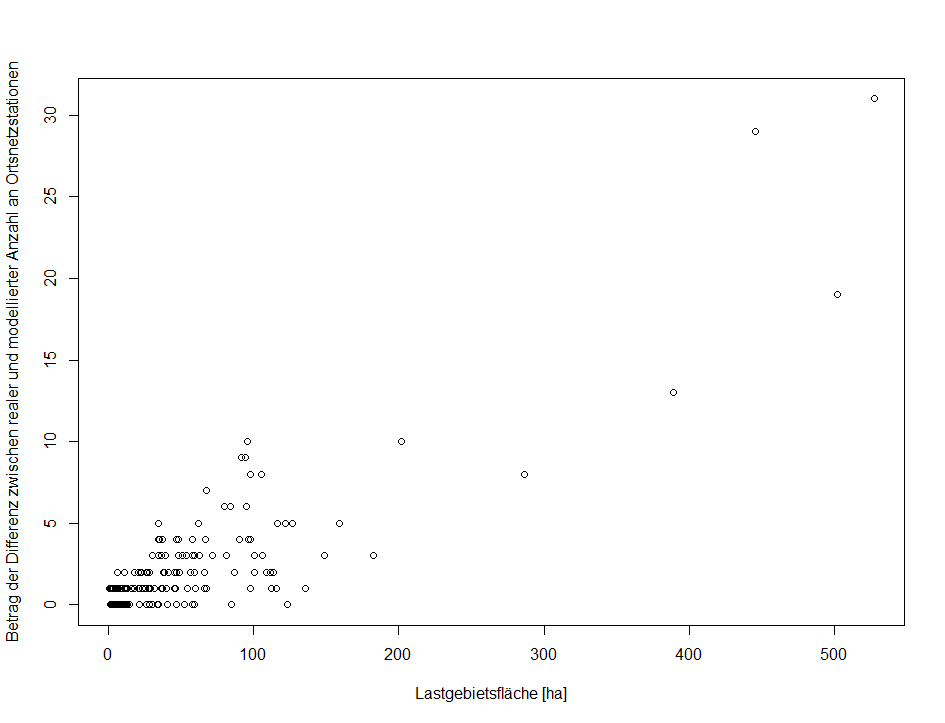 Betrag der Differenz zwischen realer und modellierter Anzahl an Ortsnetzstationen
30
25
20
15
10
5
0
0 100 200 300 400 500
Lastgebietsfläche [ha]